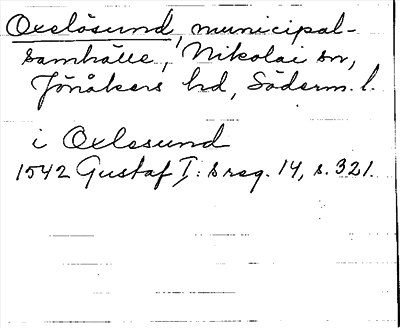 Oxelösund, municipal-
samhälle, Nikolai sn,
Jönåkers hd, Söderm. l.
i Oxlesund
1542 Gustaf I:s reg. 14, s. 321.